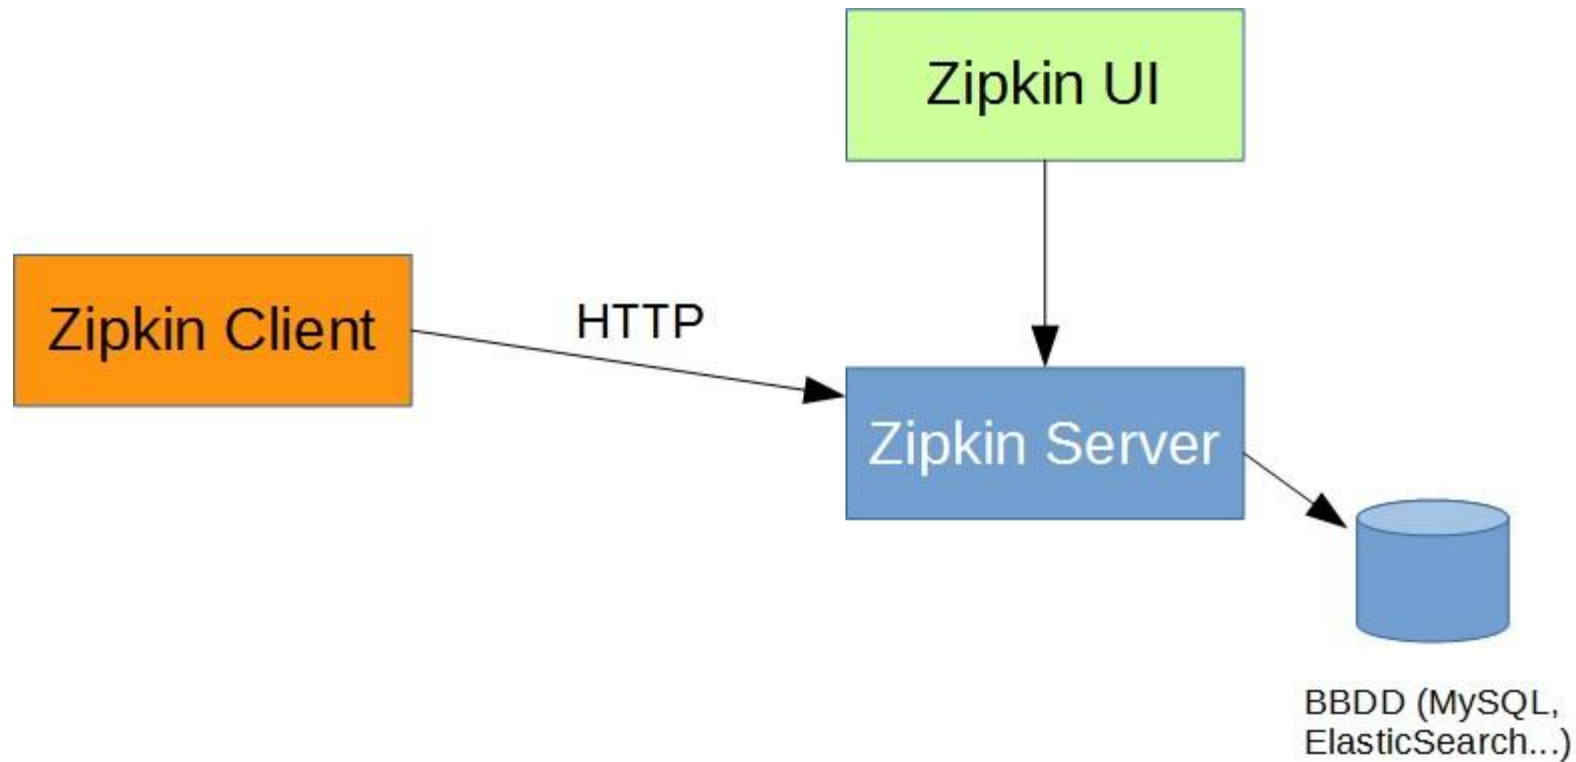 Zipkin UI
Zipkin Client
HTTP
Zipkin Server
BBDD (MySQL,
ElasticSearch...)